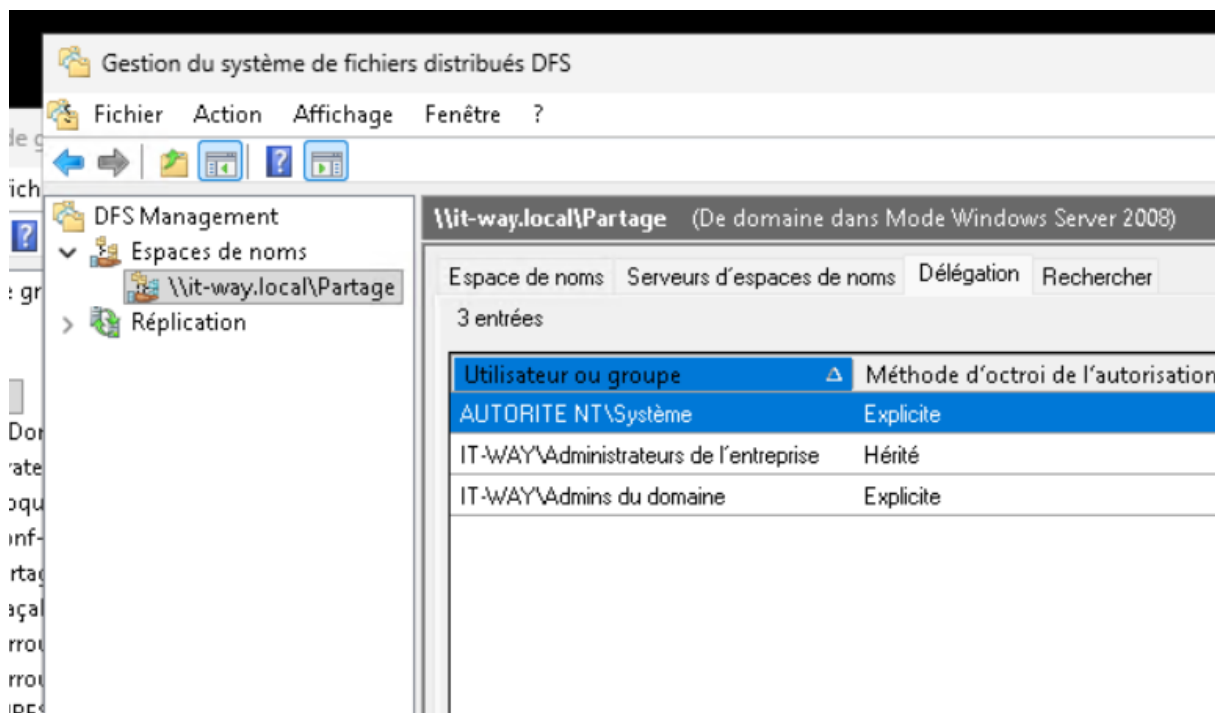 Gestion du système de fichiers distribués DFS
Fichier Action Affichage Fenêtre ?
DFS Management
Espaces de noms
\\it-way.local\Partage
Réplication
\\it-way.local\Partage (De domaine dans Mode Windows Server 2008)
Espace de noms Serveurs d'espaces de noms Délégation Rechercher
3 entrées
Utilisateur ou groupe Méthode d'octroi de l'autorisation
AUTORITE NT\Système Explicite
IT-WAY\Administrateurs de l'entreprise Hérité
IT-WAY\Admins du domaine Explicite